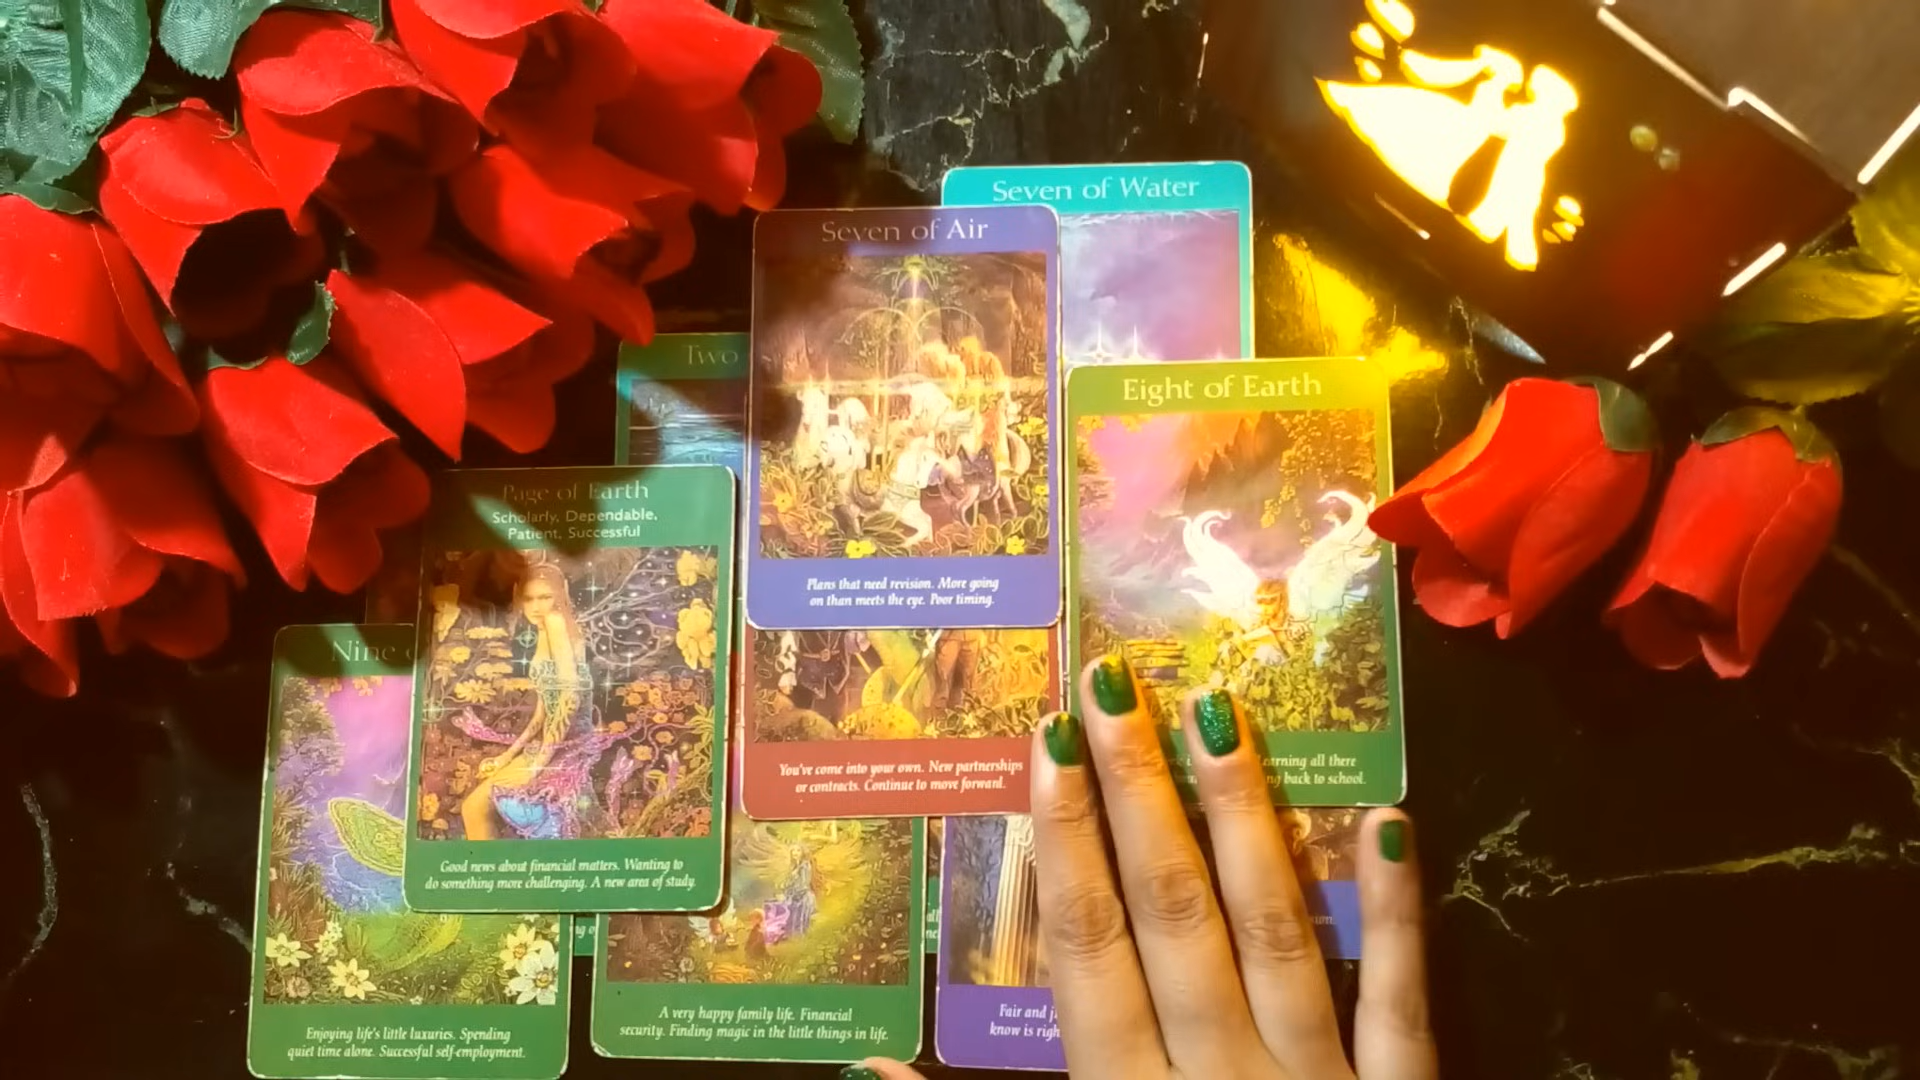 Seven of Water
Seven of Air
Plans that need revision. More going
on than meets the eye. Poor timing.
Two
Eight of Earth
earning all there
back to school.
Page of Earth
Scholarly, Dependable,
Patient, Successful
Good news about financial matters. Wanting to
do something more challenging. A new area of study.
You've come into your own. New partnerships
or contracts. Continue to move forward.
Nine
Enjoying life's little luxuries. Spending
quiet time alone. Successful self-employment.
A very happy family life. Financial
security. Finding magic in the little things in life.
Fair and
know is